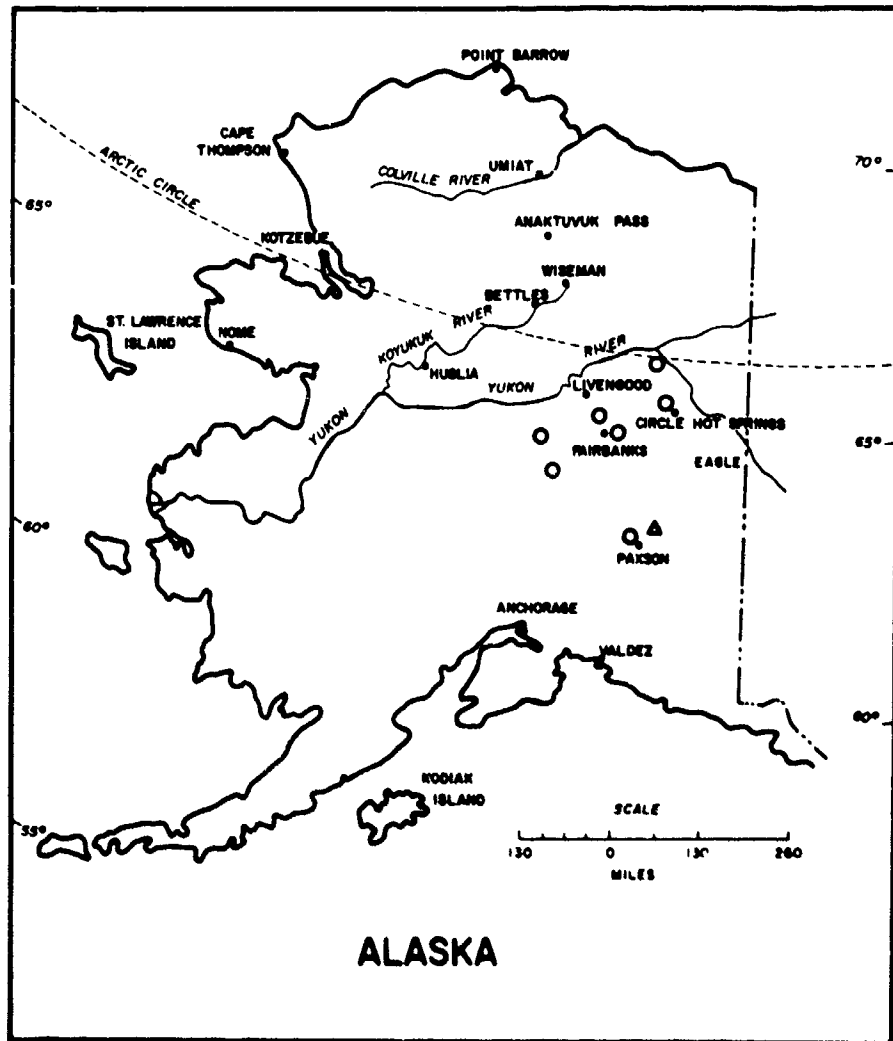 POINT BARROW
CAPE
THOMPSON
ARCTIC CIRCLE
UMIAT
COLVILLE RIVER
70°
65°
ANAKTUVUK PASS
KOTZEBUE
WISEMAN
BETTLES
ST. LAWRENCE
ISLAND
NOME
KOYUKUK RIVER
RIVER
HUSLIA
YUKON
LIVENGOOD
YUKON
CIRCLE HOT SPRINGS
FAIRBANKS
65°
EAGLE
60°
PAXSON
ANCHORAGE
VALDEZ
60°
KODIAK
ISLAND
SCALE
55°
130 0 130 260
MILES
ALASKA